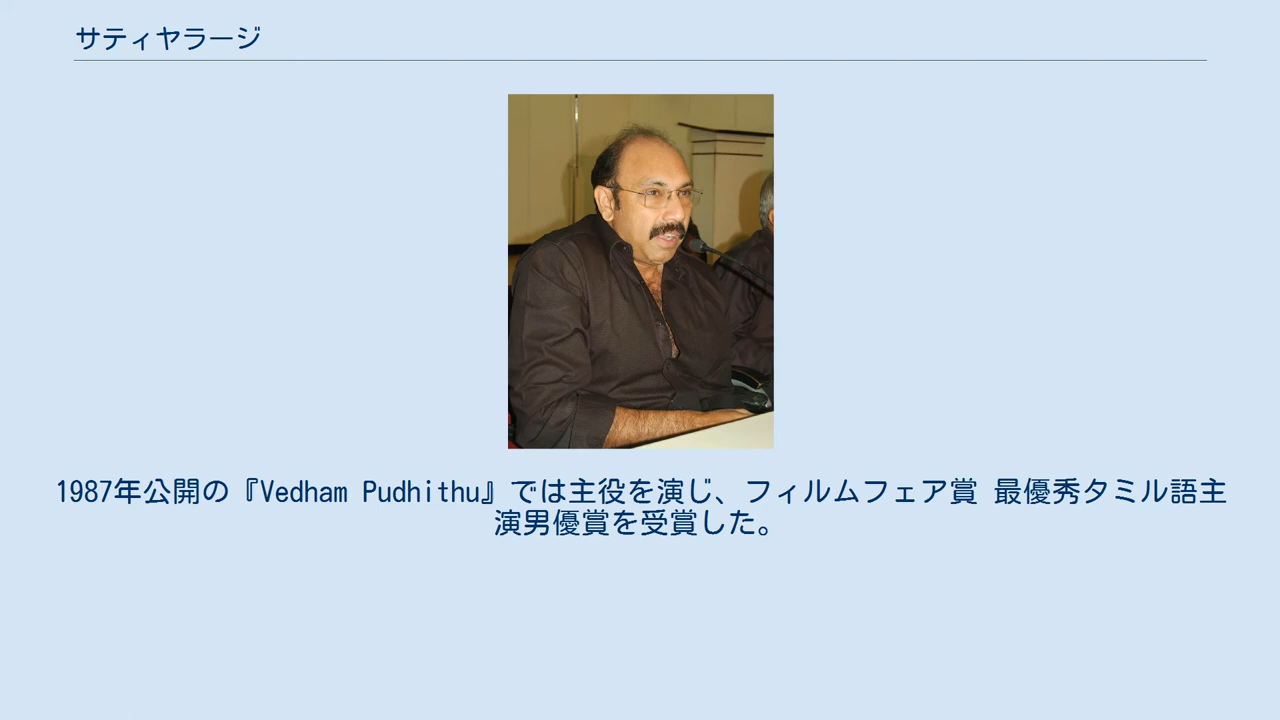 サティヤラージ
1987年公開の『Vedham Pudhithu』では主役を演じ、フィルムフェア賞 最優秀タミル語主
演男優賞を受賞した。